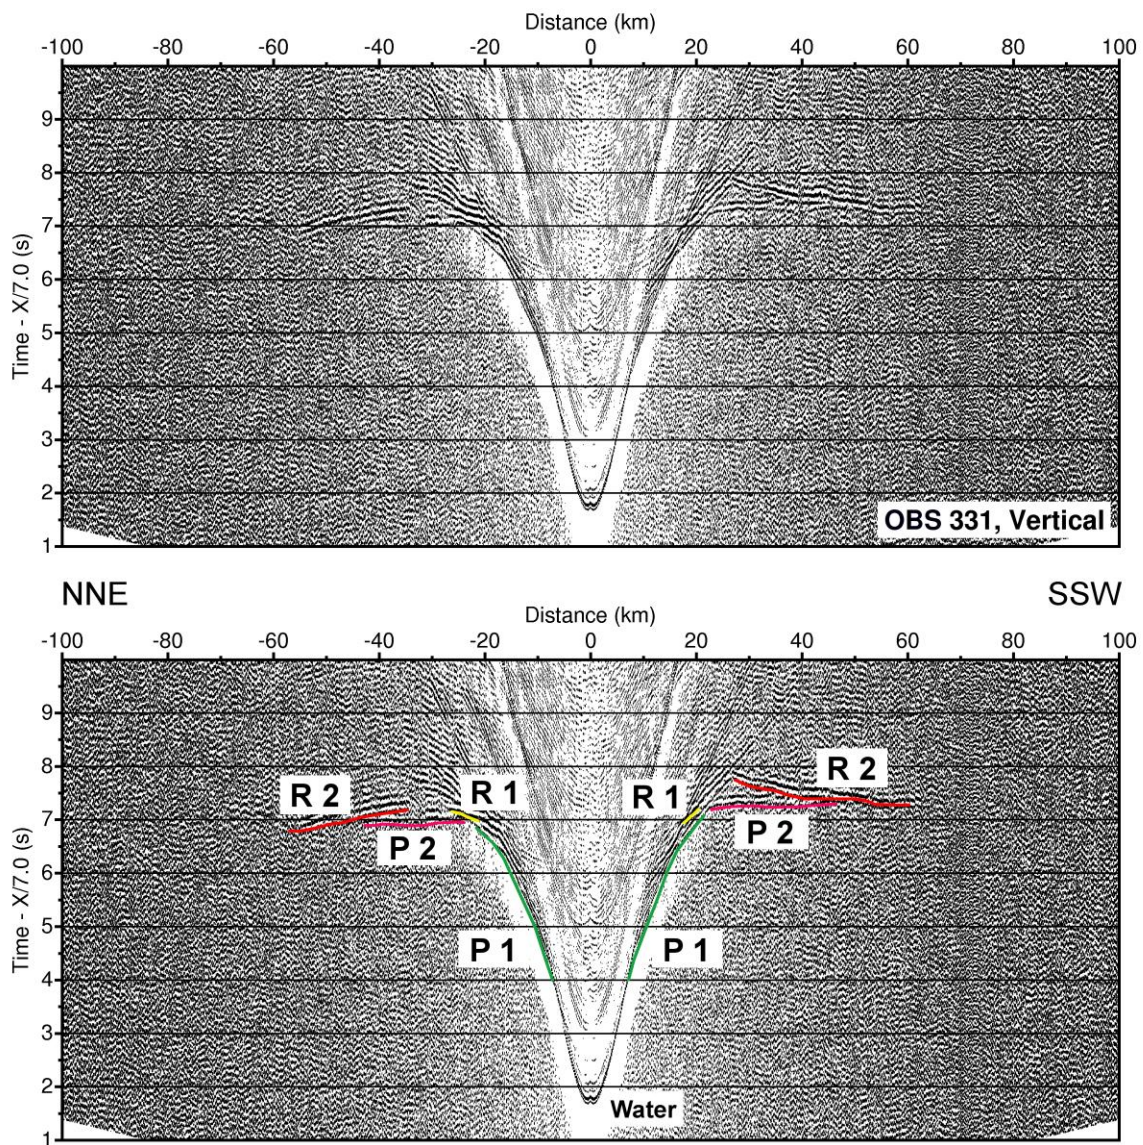 Distance (km)
-100 -80 -60 -40 -20 0 20 40 60 80 100
9
8
7
6
5
4
3
2
1
Time - X/7.0 (s)
OBS 331, Vertical
NNE SSW
Distance (km)
-100 -80 -60 -40 -20 0 20 40 60 80 100
9
8
7
6
5
4
3
2
1
Time - X/7.0 (s)
R 2 R 1 R 1 R 2
P 2 P 2
P 1 P 1
Water